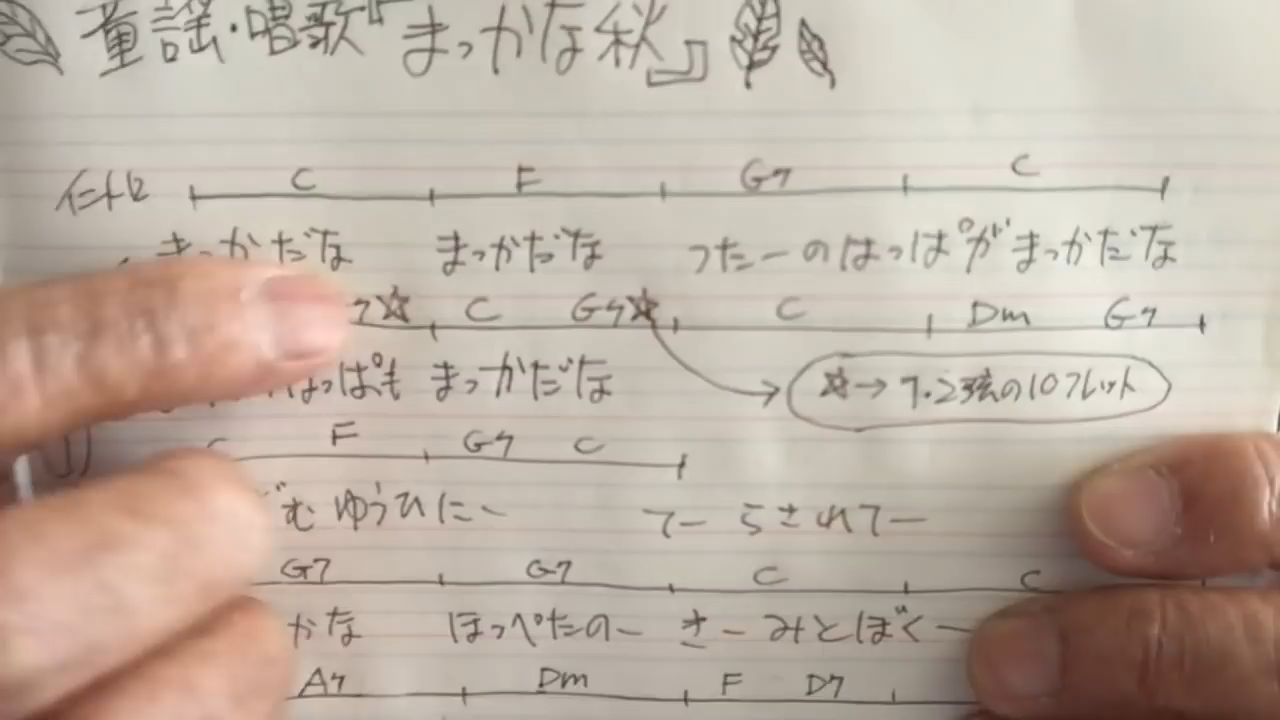 童謡・唱歌『まっかな秋』
イントロ C F G7 C
まっかだな まっかだな つたーのはっぱがまっかだな
7☆ C G7☆ C Dm G7
はっぱも まっかだな ☆→1.2弦の10フレット
C F G7 C
む ゆうひにー てーらされてー
G7 G7 C C
かな ほっぺたのー きーみとぼくー
A7 Dm F D7